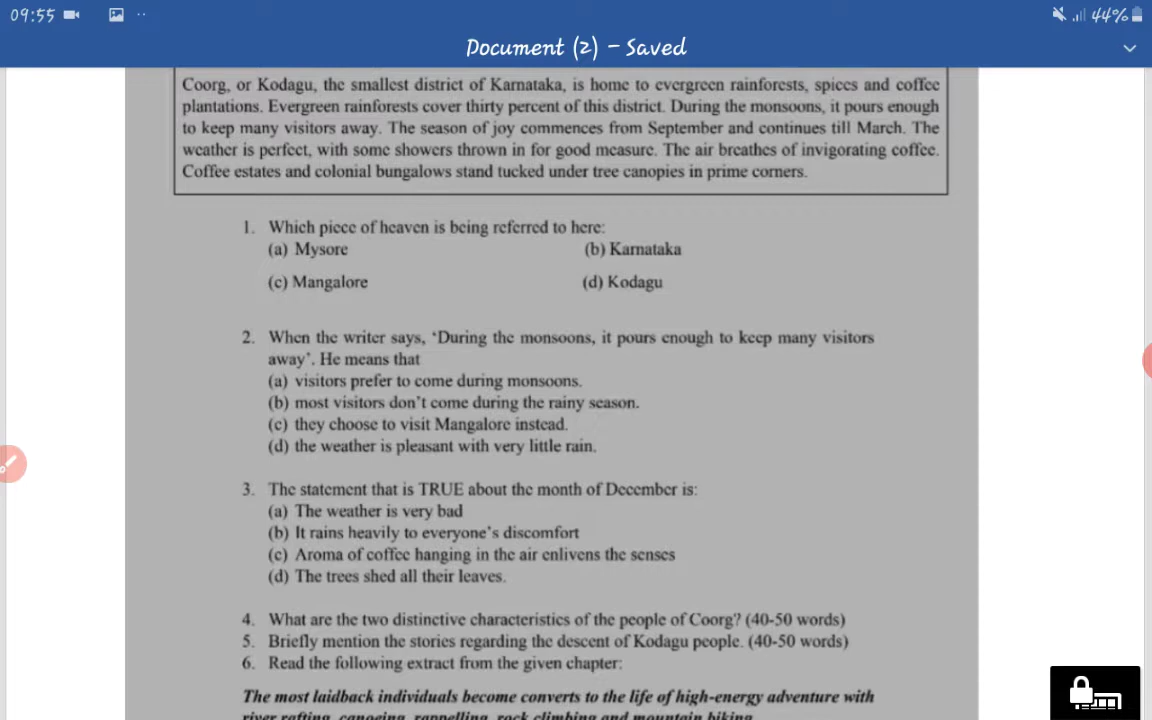 09:55
44%
Document (2) – Saved
Coorg, or Kodagu, the smallest district of Karnataka, is home to evergreen rainforests, spices and coffee
plantations. Evergreen rainforests cover thirty percent of this district. During the monsoons, it pours enough
to keep many visitors away. The season of joy commences from September and continues till March. The
weather is perfect, with some showers thrown in for good measure. The air breathes of invigorating coffee.
Coffee estates and colonial bungalows stand tucked under tree canopies in prime corners.
1. Which piece of heaven is being referred to here:
(a) Mysore (b) Karnataka
(c) Mangalore (d) Kodagu
2. When the writer says, 'During the monsoons, it pours enough to keep many visitors
away'. He means that
(a) visitors prefer to come during monsoons.
(b) most visitors don't come during the rainy season.
(c) they choose to visit Mangalore instead.
(d) the weather is pleasant with very little rain.
3. The statement that is TRUE about the month of December is:
(a) The weather is very bad
(b) It rains heavily to everyone's discomfort
(c) Aroma of coffee hanging in the air enlivens the senses
(d) The trees shed all their leaves.
4. What are the two distinctive characteristics of the people of Coorg? (40-50 words)
5. Briefly mention the stories regarding the descent of Kodagu people. (40-50 words)
6. Read the following extract from the given chapter:
The most laidback individuals become converts to the life of high-energy adventure with
river rafting, canoeing, rappelling, rock climbing and mountain biking.